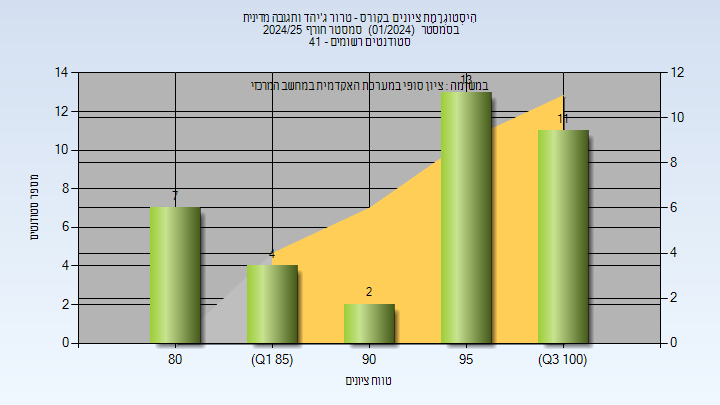 היסטוגרמת ציונים בקורס - טרור ג'יהד ותגובה מדינית
בסמסטר (01/2024) סמסטר חורף 2024/25
סטודנטים רשומים - 41
במשימה : ציון סופי במערכת האקדמית במחשב המרכזי
מספר סטודנטים
14
12
10
8
6
4
2
0
12
10
8
6
4
2
0
7
4
2
13
11
80
(Q1 85)
90
95
(Q3 100)
טווח ציונים